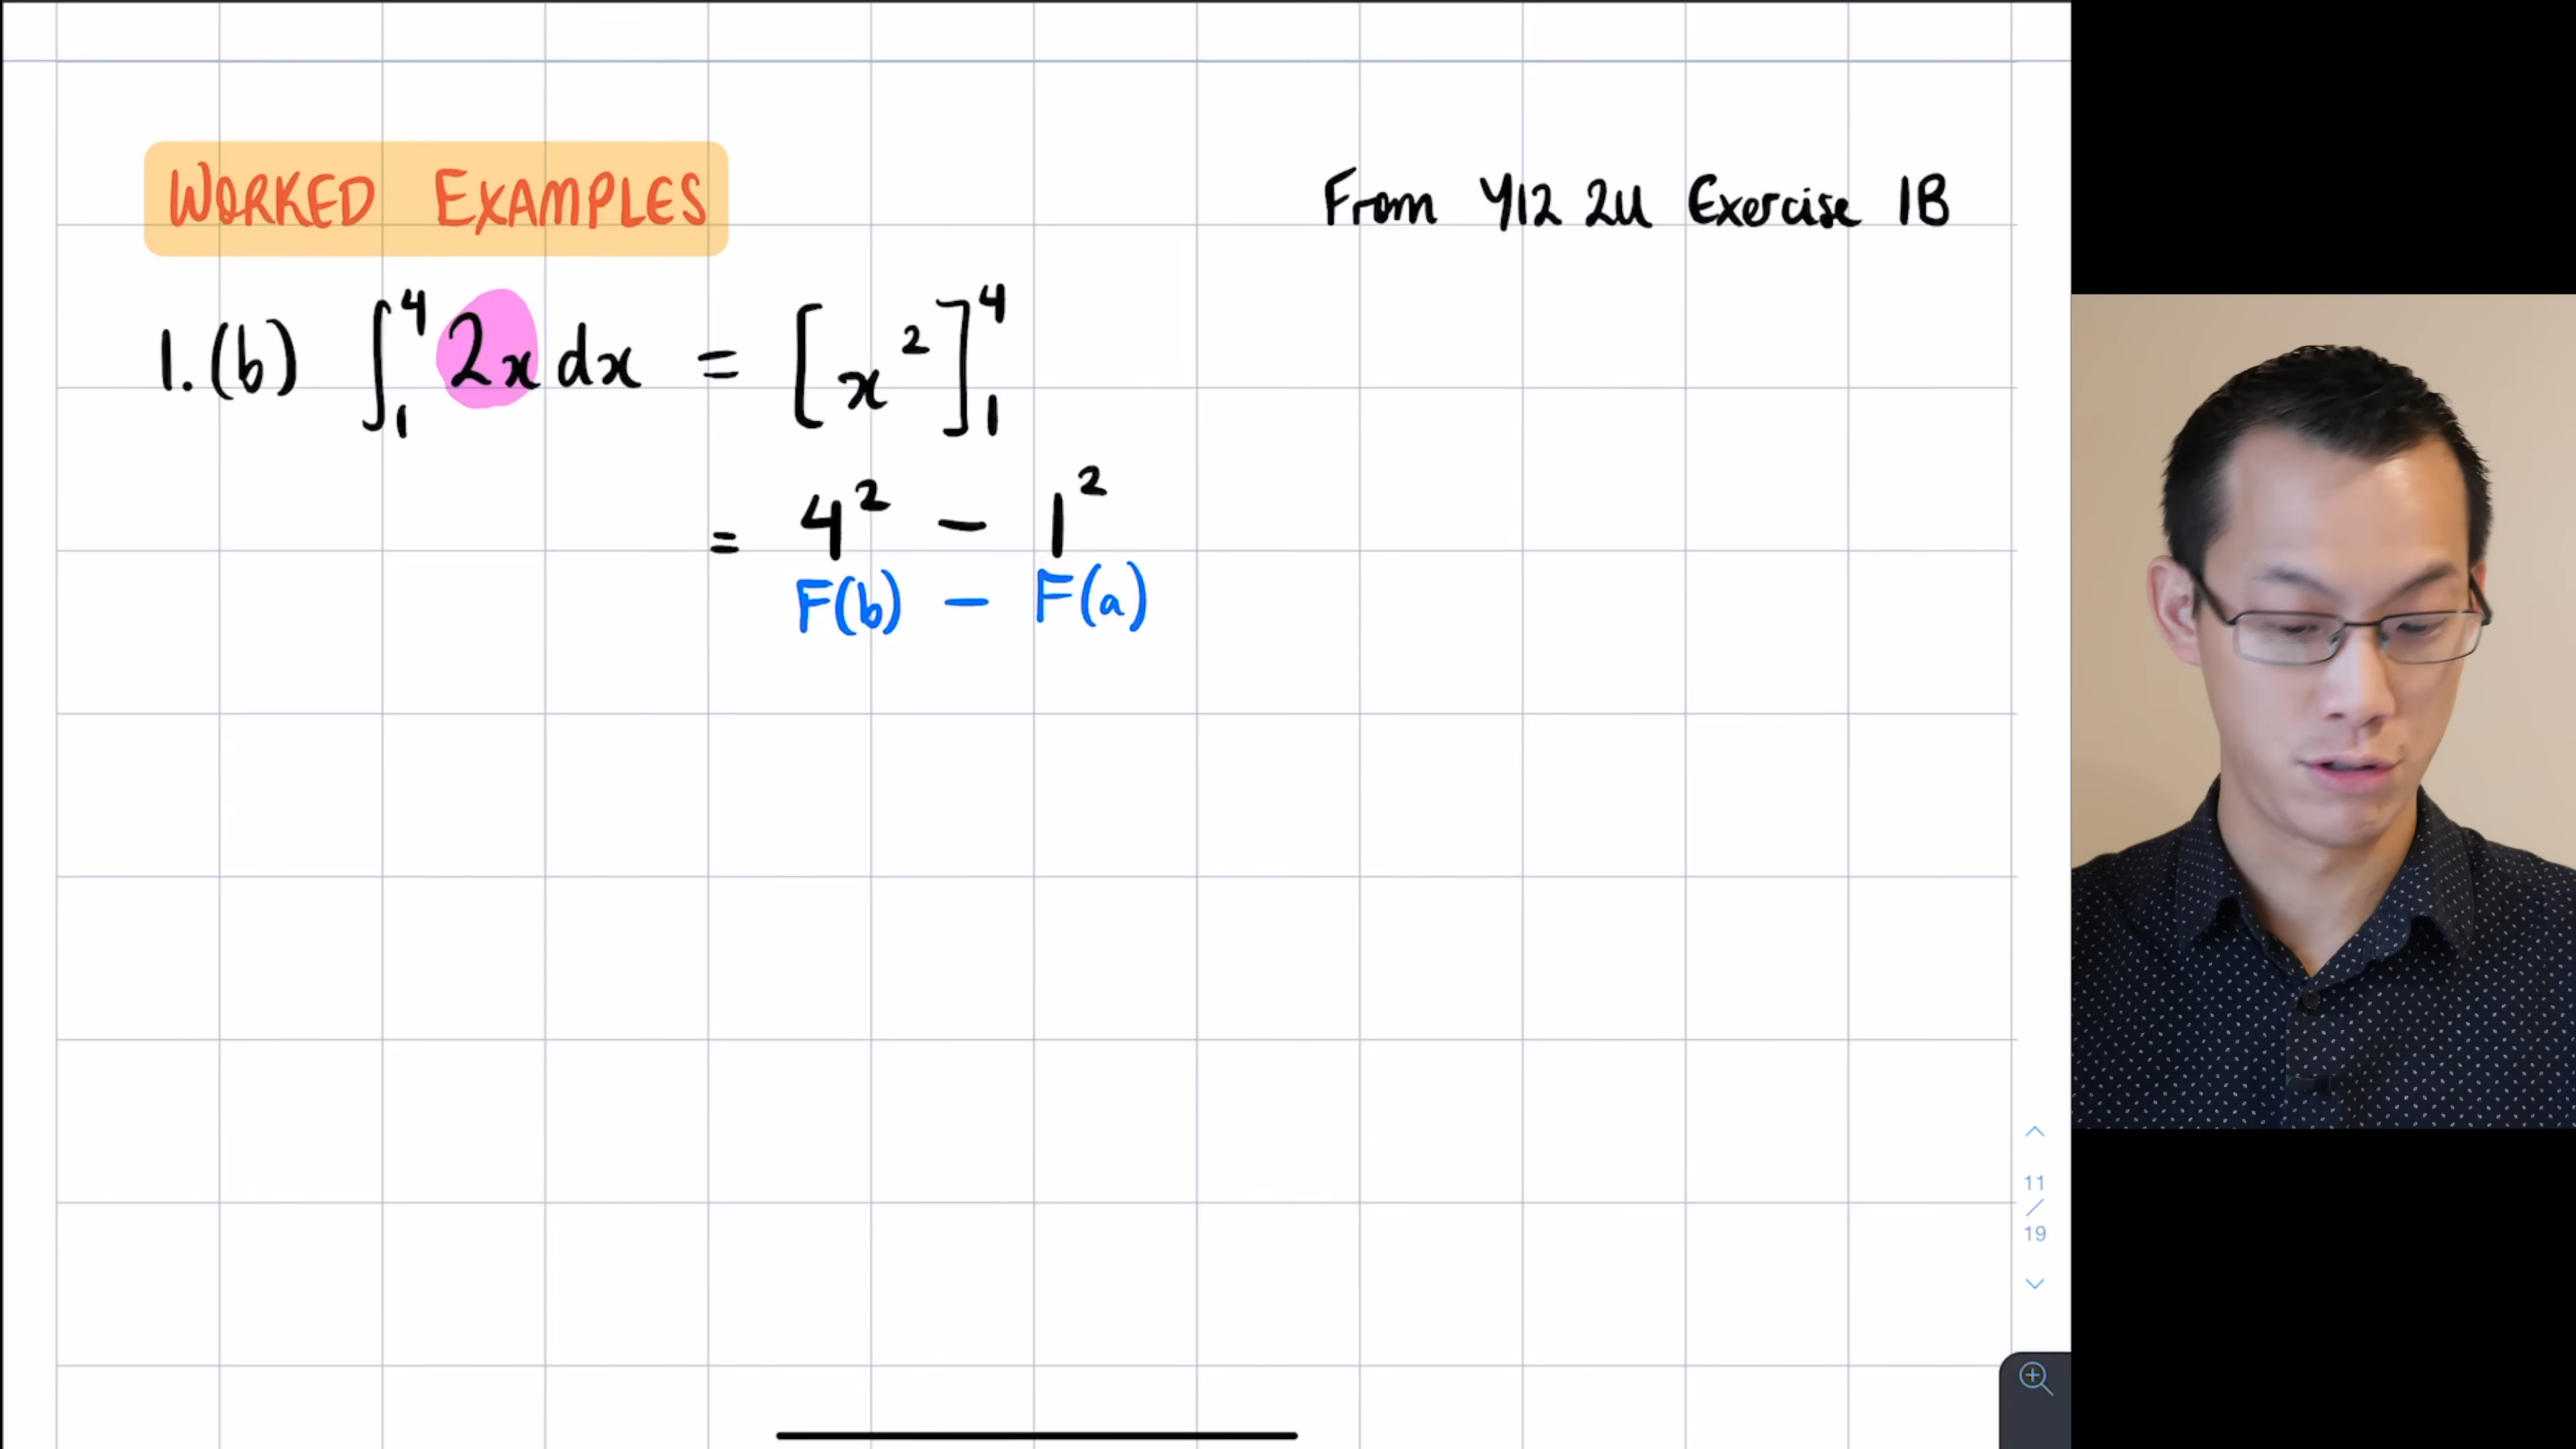 WORKED EXAMPLES
From Y12 2U Exercise 1B
1.(b) ∫₁⁴ 2x dx = [x²]₁⁴
= 4² − 1²
F(b) − F(a)
11
/
19